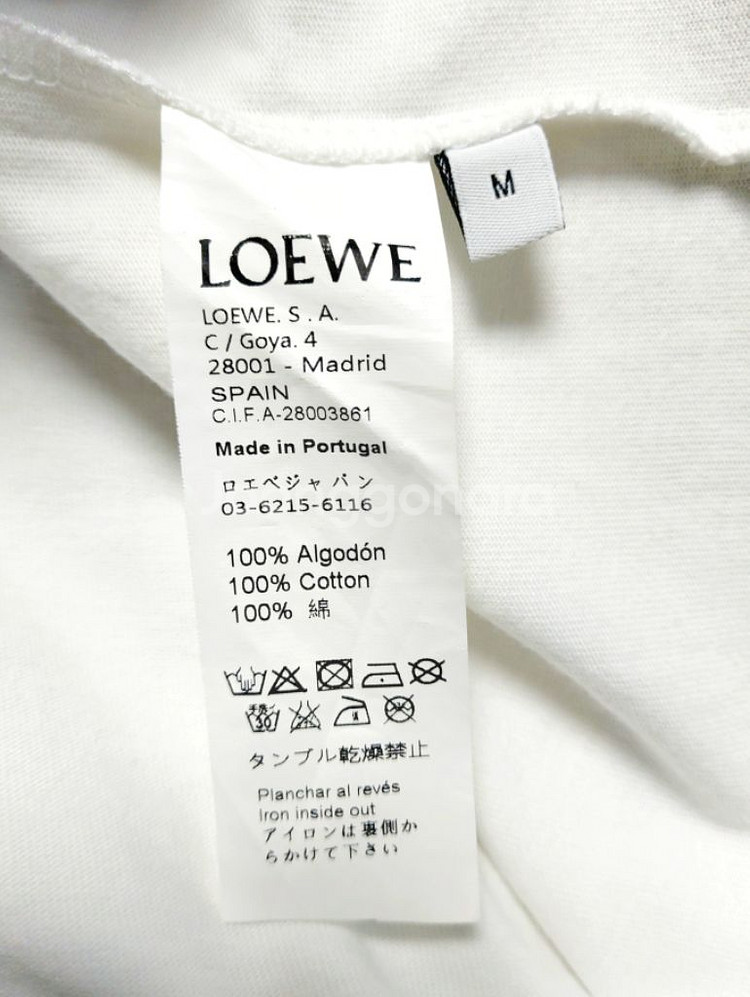 M
LOEWE
LOEWE. S . A.
C / Goya. 4
28001 - Madrid
SPAIN
C.I.F.A-28003861
Made in Portugal
ロエベジャパン
03-6215-6116
100% Algodón
100% Cotton
100% 綿
30
タンブル乾燥禁止
Planchar al revés
Iron inside out
アイロンは裏側か
らかけて下さい